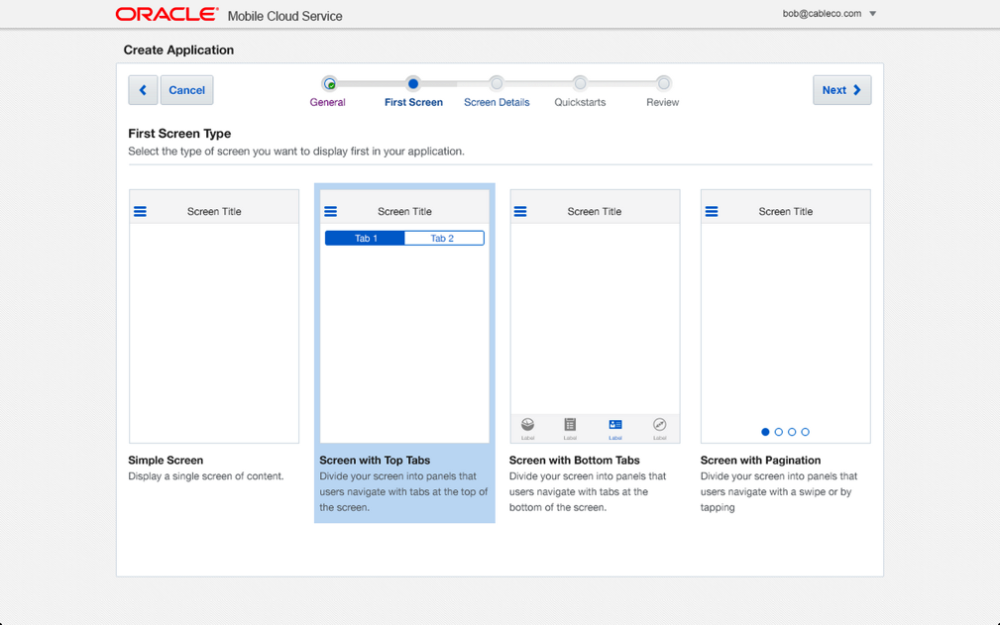 ORACLE Mobile Cloud Service
bob@cableco.com
Create Application
Cancel
General
First Screen
Screen Details
Quickstarts
Review
Next
First Screen Type
Select the type of screen you want to display first in your application.
Screen Title
Screen Title
Tab 1
Tab 2
Screen Title
Label
Label
Label
Label
Screen Title
Simple Screen
Display a single screen of content.
Screen with Top Tabs
Divide your screen into panels that
users navigate with tabs at the top of
the screen.
Screen with Bottom Tabs
Divide your screen into panels that
users navigate with tabs at the
bottom of the screen.
Screen with Pagination
Divide your screen into panels that
users navigate with a swipe or by
tapping